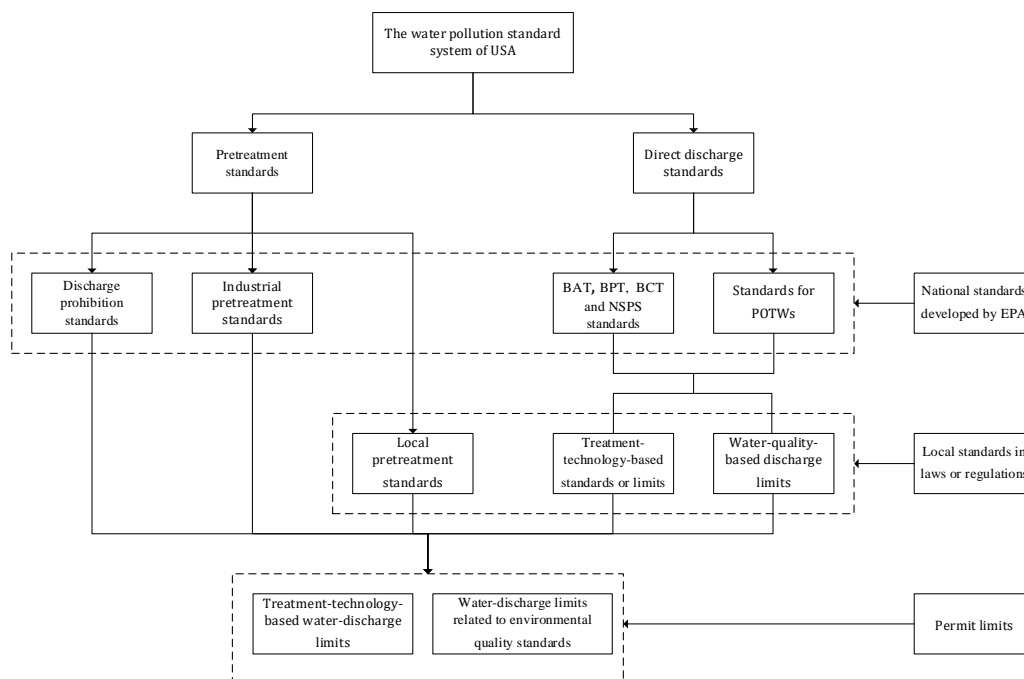 The water pollution standard
system of USA
Pretreatment
standards
Direct discharge
standards
Discharge
prohibition
standards
Industrial
pretreatment
standards
BAT, BPT, BCT
and NSPS
standards
Standards for
POTWs
National standards
developed by EPA
Local
pretreatment
standards
Treatment-
technology-based
standards or limits
Water-quality-
based discharge
limits
Local standards in
laws or regulations
Treatment-technology-
based water-discharge
limits
Water-discharge limits
related to environmental
quality standards
Permit limits